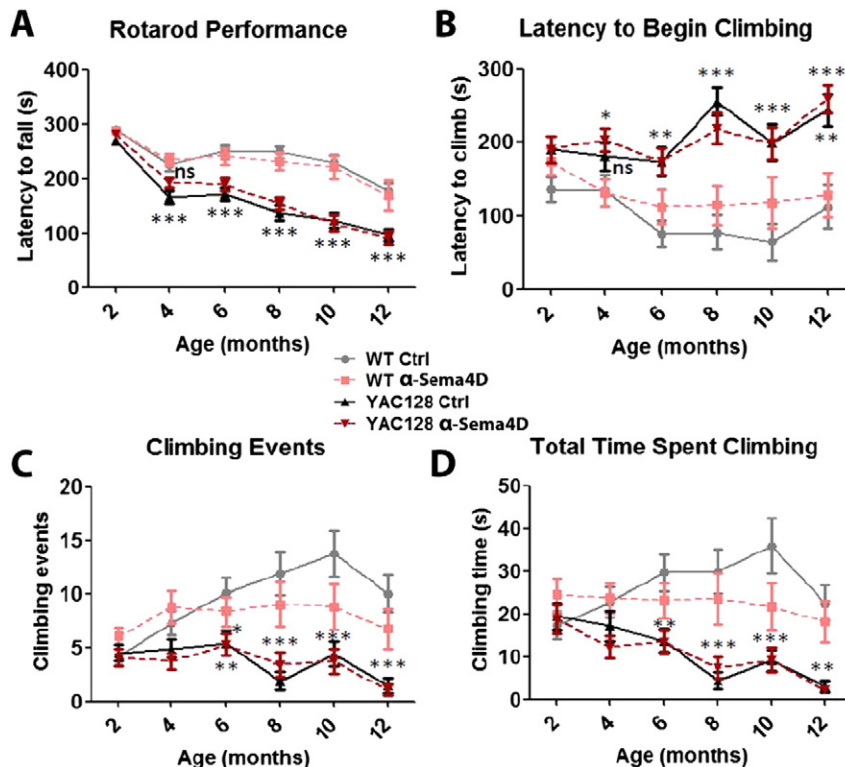 A
Rotarod Performance
Latency to fall (s)
400
300
200
100
0
ns
***
***
***
***
***
2
4
6
8
10
12
Age (months)
B
Latency to Begin Climbing
Latency to climb (s)
300
200
100
0
*
ns
**
***
***
***
**
2
4
6
8
10
12
Age (months)
WT Ctrl
WT α-Sema4D
YAC128 Ctrl
YAC128 α-Sema4D
C
Climbing Events
Climbing events
20
15
10
5
0
*
**
***
***
***
2
4
6
8
10
12
Age (months)
D
Total Time Spent Climbing
Climbing time (s)
50
40
30
20
10
0
**
***
***
**
2
4
6
8
10
12
Age (months)